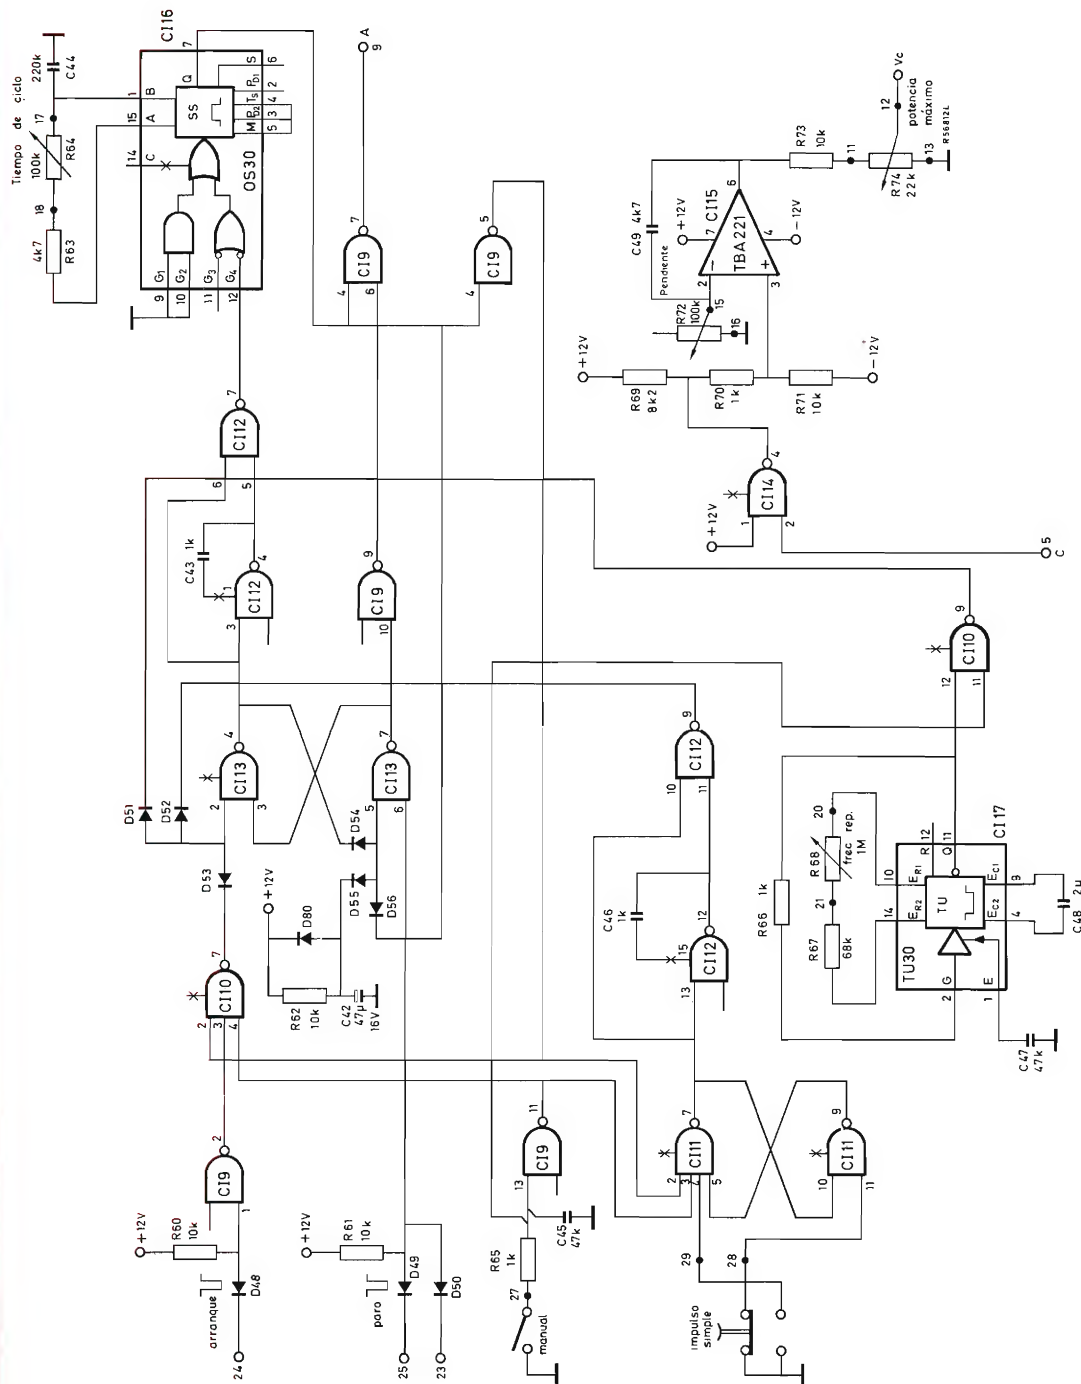 Tiempo de ciclo
4k7
R63
18
100k
R64
17
220k
C44
CI16
14
C
15
A
1
B
Q
7
SS
OS30
9
G1
10
G2
11
G3
12
G4
M
PD2
TS
PD1
S
5
3
4
2
6
A
9
7
CI12
6
5
7
CI9
4
6
5
CI9
4
C43
1k
1
4
CI12
3
9
CI9
10
D51
D52
D53
4
CI13
2
3
7
CI13
5
6
D54
D55
D56
+12V
D80
R62
10k
C42
47µ
16V
7
CI10
2
3
4
2
CI9
1
+12V
R60
10k
arranque
D48
24
+12V
R61
10k
paro
D49
D50
25
23
11
CI9
13
R65
1k
C45
47k
27
manual
7
CI11
2
3
4
5
9
CI11
10
11
29
28
impulso
simple
9
CI12
10
11
C46
1k
12
15
CI12
13
R66
1k
R67
68k
21
R68
frec rep.
1M
20
TU30
14
10
ER2
ER1
R
12
TU
Q
11
G
E
2
1
EC2
EC1
4
9
CI17
C48
2µ
C47
47k
9
CI10
12
11
+12V
1
2
CI14
4
5
C
+12V
R69
8k2
R70
1k
R71
10k
-12V
Pendiente
R72
100k
15
16
C49
4k7
+12V
7
CI15
2
3
TBA221
6
4
-12V
R73
10k
11
R74
22k
13
12
Vc
potencia
máximo
R56812L